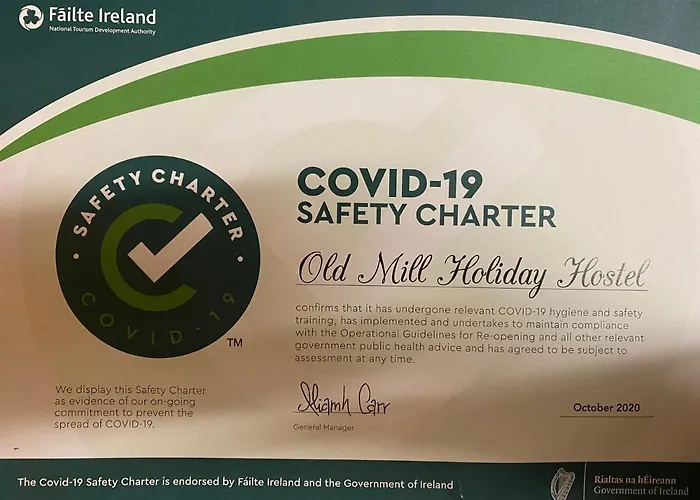 Fáilte Ireland
National Tourism Development Authority
SAFETY CHARTER
COVID-19
TM
COVID-19
SAFETY CHARTER
Old Mill Holiday Hostel
confirms that it has undergone relevant COVID-19 hygiene and safety
training, has implemented and undertakes to maintain compliance
with the Operational Guidelines for Re-opening and all other relevant
government public health advice and has agreed to be subject to
assessment at any time.
We display this Safety Charter
as evidence of our on-going
commitment to prevent the
spread of COVID-19.
Niamh Carr
General Manager
October 2020
The Covid-19 Safety Charter is endorsed by Fáilte Ireland and the Government of Ireland
Rialtas na hÉireann
Government of Ireland